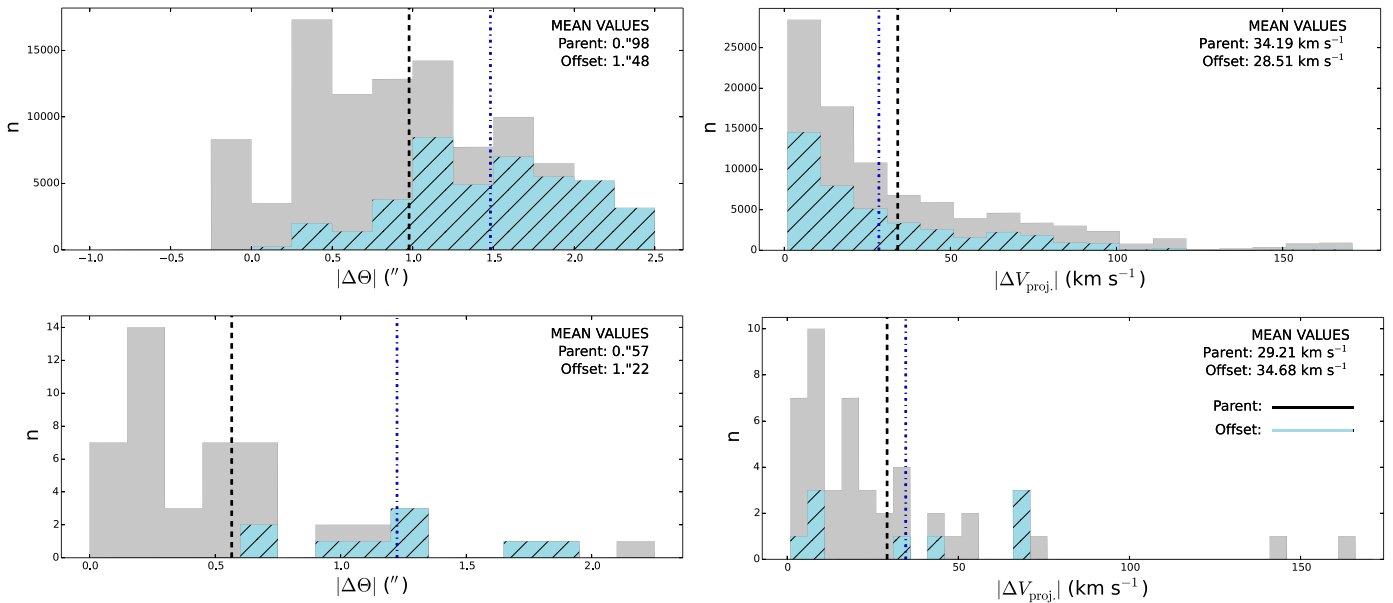 MEAN VALUES
Parent: 0."98
Offset: 1."48
n
15000
10000
5000
0
−1.0 −0.5 0.0 0.5 1.0 1.5 2.0 2.5
|ΔΘ| (″)
MEAN VALUES
Parent: 34.19 km s⁻¹
Offset: 28.51 km s⁻¹
n
25000
20000
15000
10000
5000
0
0 50 100 150
|ΔV_proj.| (km s⁻¹)
MEAN VALUES
Parent: 0."57
Offset: 1."22
n
14
12
10
8
6
4
2
0
0.0 0.5 1.0 1.5 2.0
|ΔΘ| (″)
MEAN VALUES
Parent: 29.21 km s⁻¹
Offset: 34.68 km s⁻¹
Parent:
Offset:
n
10
8
6
4
2
0
0 50 100 150
|ΔV_proj.| (km s⁻¹)